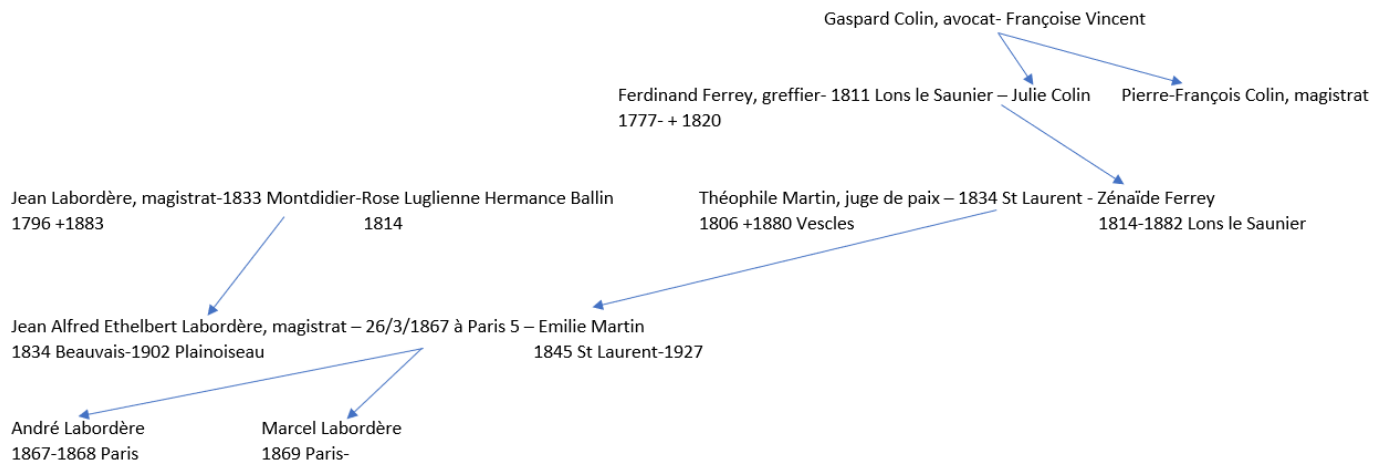 Gaspard Colin, avocat- Françoise Vincent
Ferdinand Ferrey, greffier- 1811 Lons le Saunier – Julie Colin
Pierre-François Colin, magistrat
1777- + 1820
Jean Labordère, magistrat-1833 Montdidier-Rose Luglienne Hermance Ballin
1796 +1883
1814
Théophile Martin, juge de paix – 1834 St Laurent - Zénaïde Ferrey
1806 +1880 Vescles
1814-1882 Lons le Saunier
Jean Alfred Ethelbert Labordère, magistrat – 26/3/1867 à Paris 5 – Emilie Martin
1834 Beauvais-1902 Plainoiseau
1845 St Laurent-1927
André Labordère
1867-1868 Paris
Marcel Labordère
1869 Paris-